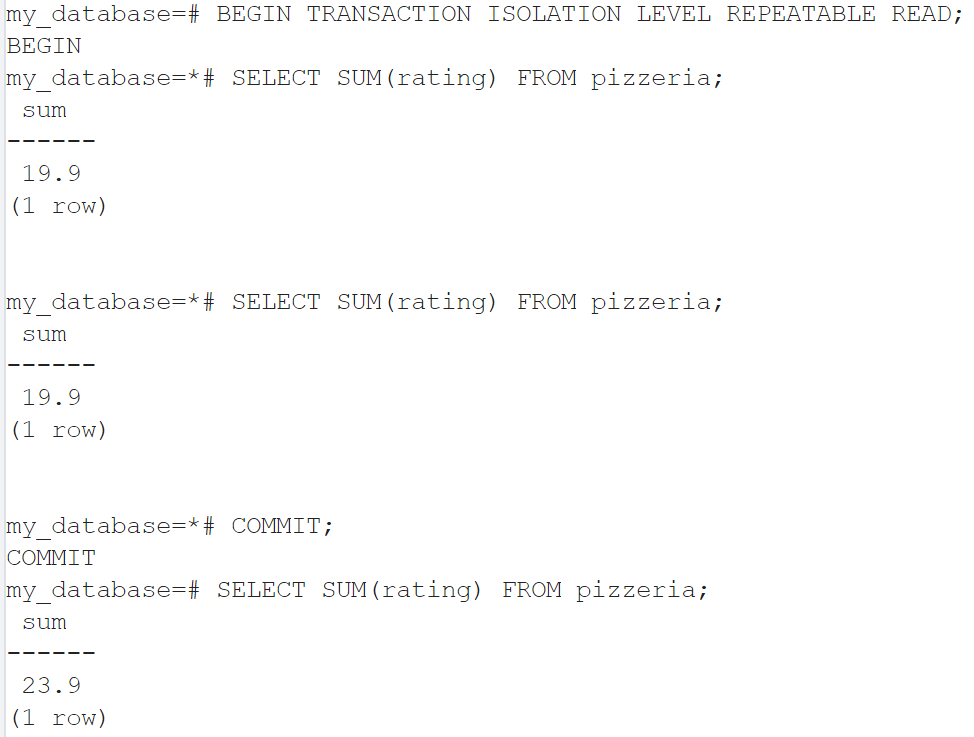 my_database=# BEGIN TRANSACTION ISOLATION LEVEL REPEATABLE READ;
BEGIN
my_database=*# SELECT SUM(rating) FROM pizzeria;
 sum
------
 19.9
(1 row)
my_database=*# SELECT SUM(rating) FROM pizzeria;
 sum
------
 19.9
(1 row)
my_database=*# COMMIT;
COMMIT
my_database=# SELECT SUM(rating) FROM pizzeria;
 sum
------
 23.9
(1 row)